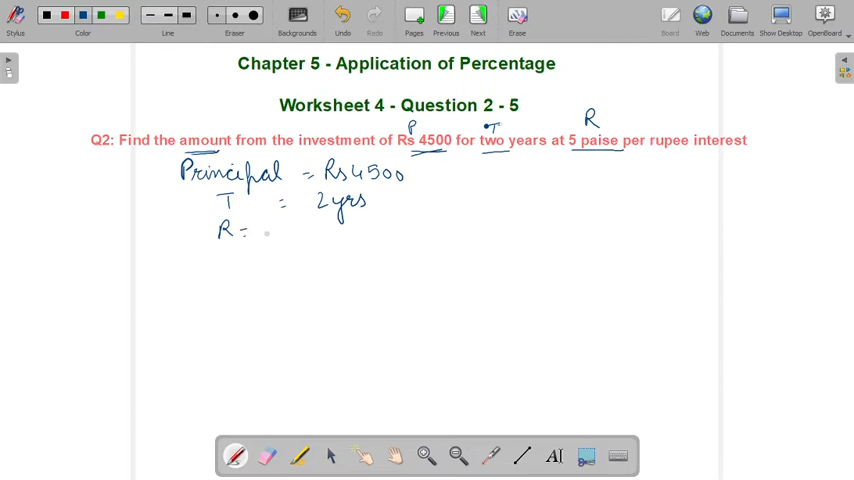 Stylus Color Line Eraser Backgrounds Undo Redo Pages Previous Next Erase Board Web Documents Show Desktop OpenBoard
Chapter 5 - Application of Percentage
Worksheet 4 - Question 2 - 5
P T R
Q2: Find the amount from the investment of Rs 4500 for two years at 5 paise per rupee interest
Principal = Rs 4500
T = 2 yrs
R =